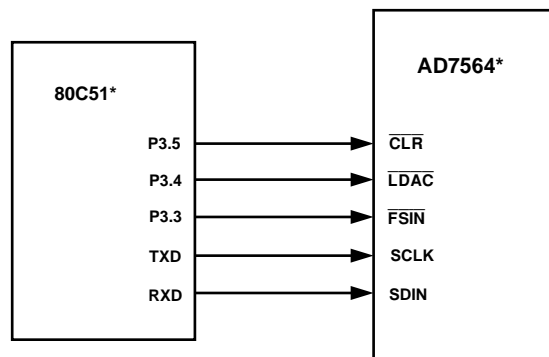 80C51*
P3.5
P3.4
P3.3
TXD
RXD
AD7564*
CLR
LDAC
FSIN
SCLK
SDIN